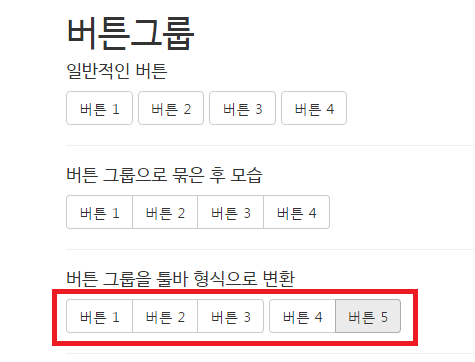 버튼그룹
일반적인 버튼
버튼 1 버튼 2 버튼 3 버튼 4
버튼 그룹으로 묶은 후 모습
버튼 1 버튼 2 버튼 3 버튼 4
버튼 그룹을 툴바 형식으로 변환
버튼 1 버튼 2 버튼 3 버튼 4 버튼 5